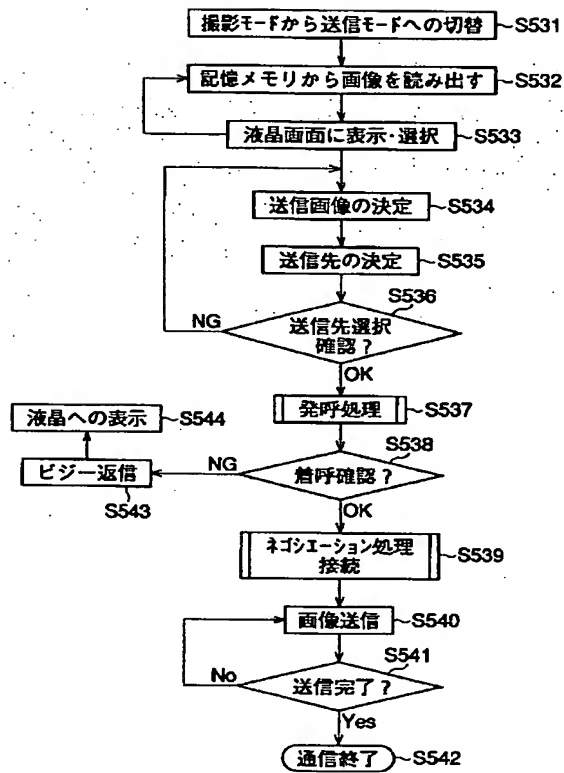 撮影モードから送信モードへの切替 S531
記憶メモリから画像を読み出す S532
液晶画面に表示・選択 S533
送信画像の決定 S534
送信先の決定 S535
S536
送信先選択
確認?
NG
OK
発呼処理 S537
液晶への表示 S544
S538
着呼確認?
NG
ビジー返信
S543
OK
ネゴシエーション処理
接続
S539
画像送信 S540
S541
送信完了?
No
Yes
通信終了 S542